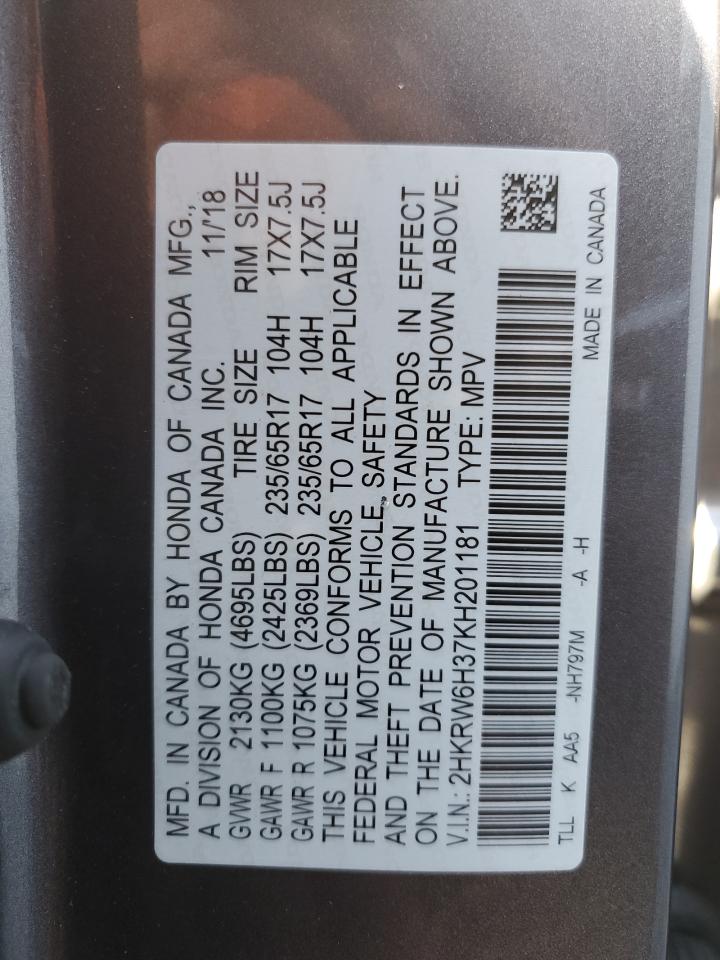 MFD. IN CANADA BY HONDA OF CANADA MFG.,
A DIVISION OF HONDA CANADA INC. 11/'18
GVWR 2130KG (4695LBS) TIRE SIZE RIM SIZE
GAWR F 1100KG (2425LBS) 235/65R17 104H 17X7.5J
GAWR R 1075KG (2369LBS) 235/65R17 104H 17X7.5J
THIS VEHICLE CONFORMS TO ALL APPLICABLE
FEDERAL MOTOR VEHICLE SAFETY
AND THEFT PREVENTION STANDARDS IN EFFECT
ON THE DATE OF MANUFACTURE SHOWN ABOVE.
V.I.N.: 2HKRW6H37KH201181 TYPE: MPV
TLL K AA5 -NH797M -A -H MADE IN CANADA